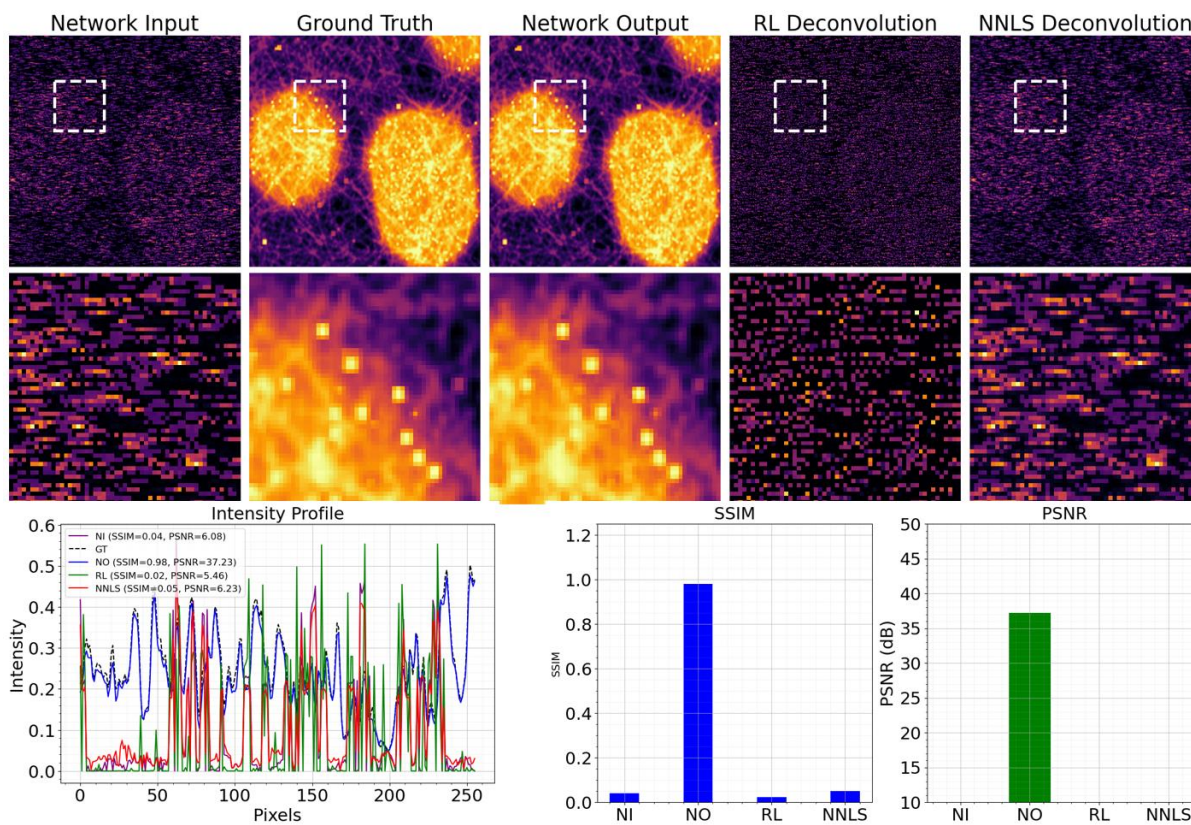 Network Input
Ground Truth
Network Output
RL Deconvolution
NNLS Deconvolution
Intensity Profile
NI (SSIM=0.04, PSNR=6.08)
GT
NO (SSIM=0.98, PSNR=37.23)
RL (SSIM=0.02, PSNR=5.46)
NNLS (SSIM=0.05, PSNR=6.23)
Intensity
0.6
0.5
0.4
0.3
0.2
0.1
0.0
0 50 100 150 200 250
Pixels
SSIM
SSIM
1.2
1.0
0.8
0.6
0.4
0.2
0.0
NI NO RL NNLS
PSNR
PSNR (dB)
50
45
40
35
30
25
20
15
10
NI NO RL NNLS